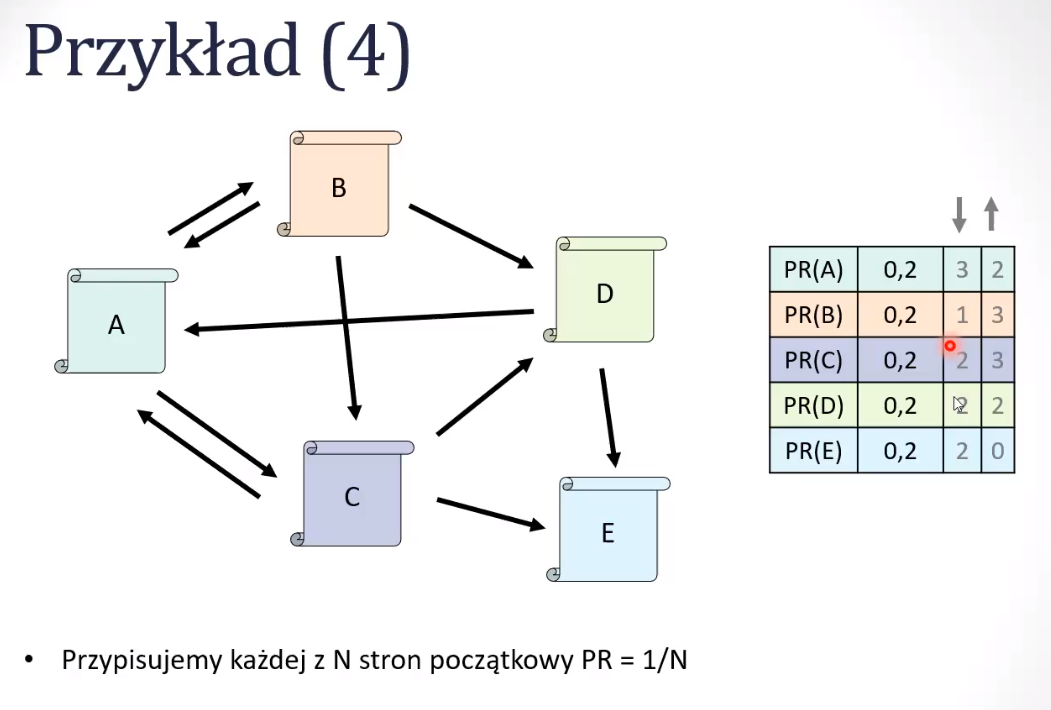 Przykład (4)
B
D
A
C
E
PR(A) 0,2 3 2
PR(B) 0,2 1 3
PR(C) 0,2 2 3
PR(D) 0,2 2 2
PR(E) 0,2 2 0
• Przypisujemy każdej z N stron początkowy PR = 1/N